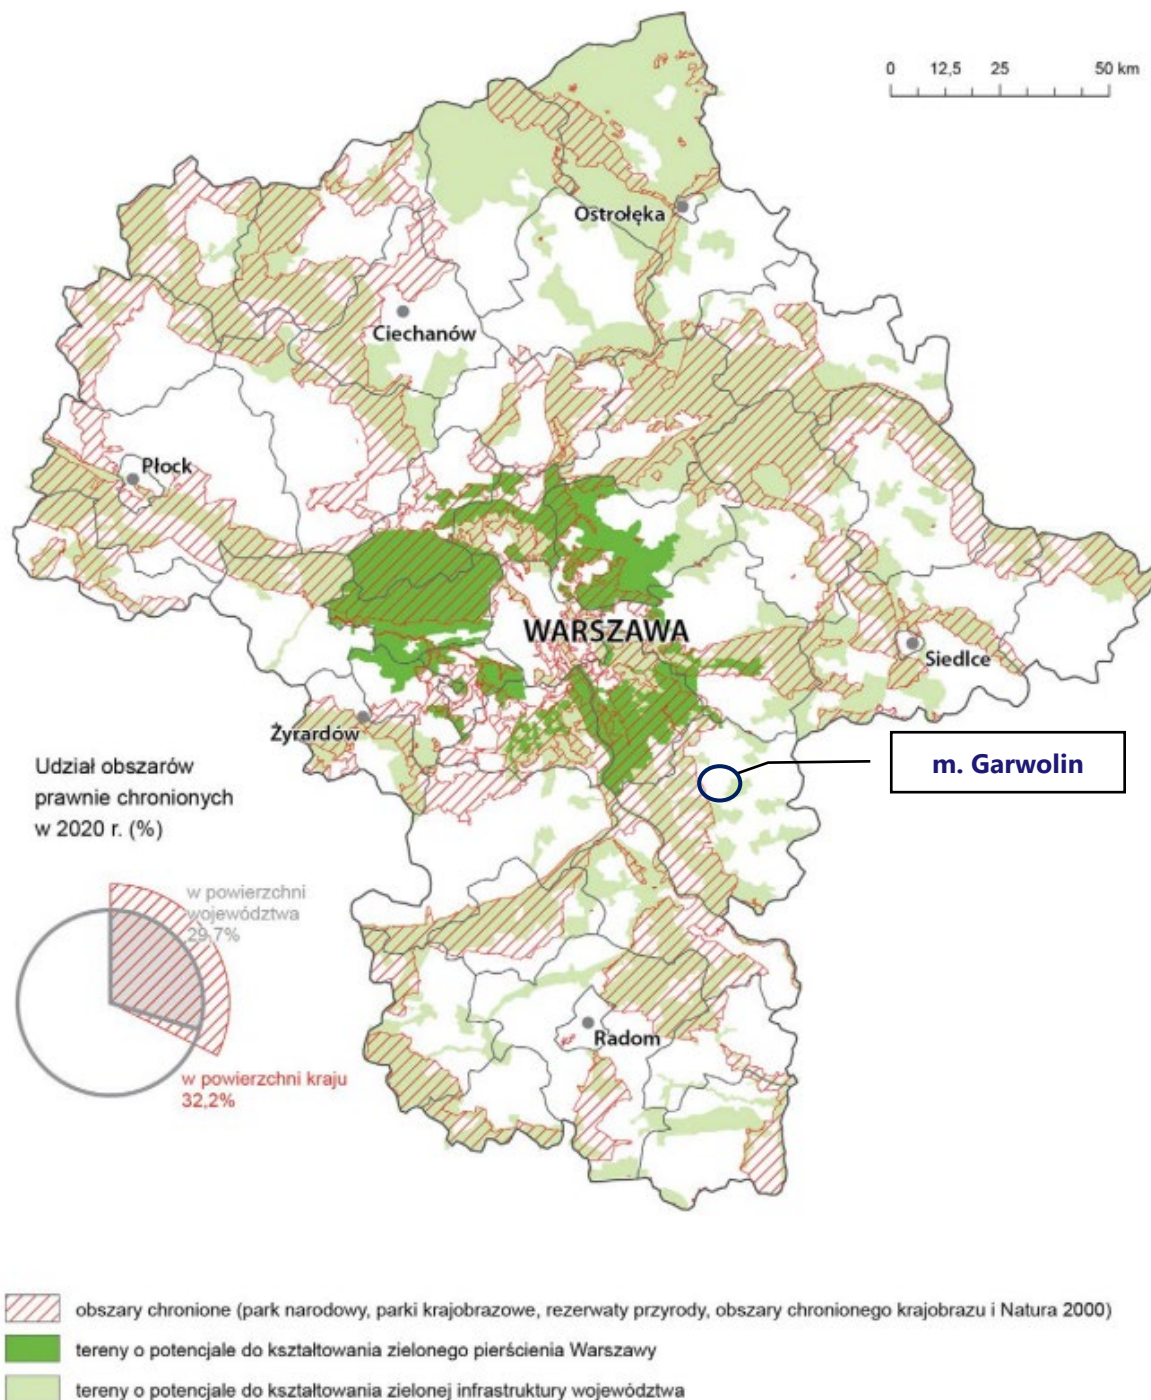 0 12,5 25 50 km
Ostrołęka
Ciechanów
Płock
WARSZAWA
Siedlce
Żyrardów
m. Garwolin
Udział obszarów
prawnie chronionych
w 2020 r. (%)
w powierzchni
województwa
29,7%
Radom
w powierzchni kraju
32,2%
obszary chronione (park narodowy, parki krajobrazowe, rezerwaty przyrody, obszary chronionego krajobrazu i Natura 2000)
tereny o potencjale do kształtowania zielonego pierścienia Warszawy
tereny o potencjale do kształtowania zielonej infrastruktury województwa